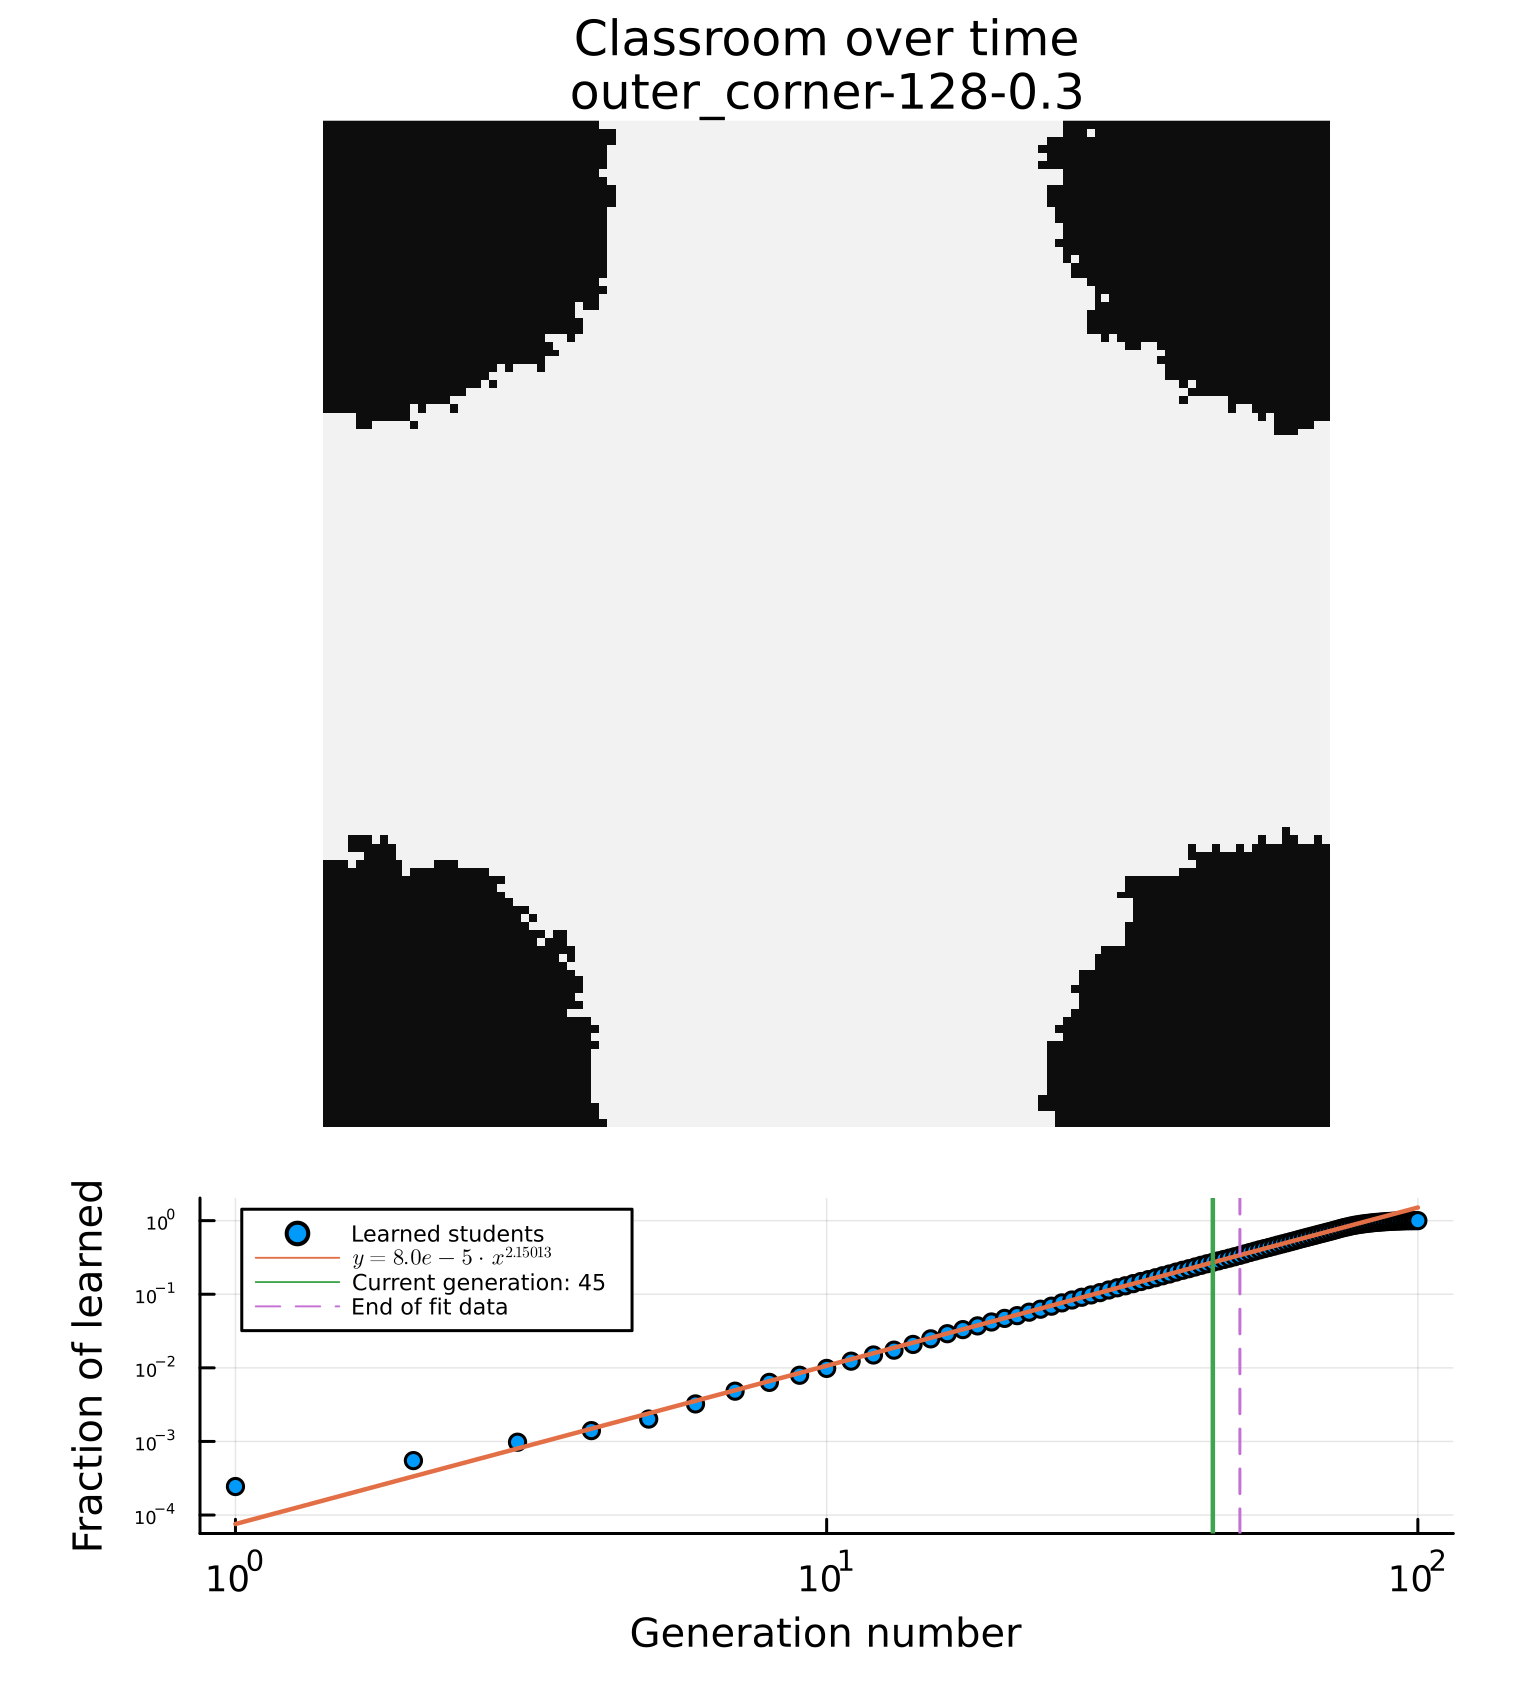 Classroom over time
outer_corner-128-0.3
Fraction of learned
10^0
10^-1
10^-2
10^-3
10^-4
Learned students
y = 8.0e − 5 · x^2.15013
Current generation: 45
End of fit data
10^0
10^1
10^2
Generation number